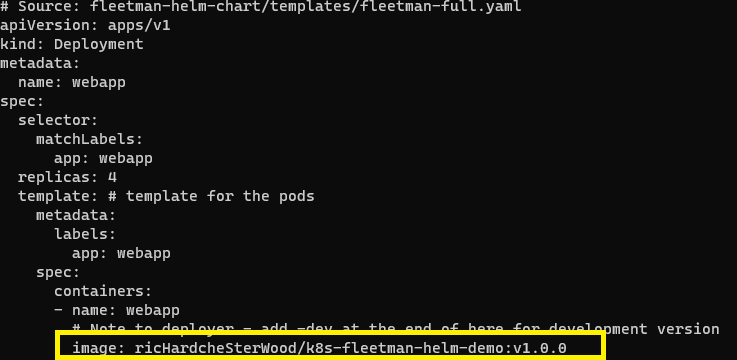 # Source: fleetman-helm-chart/templates/fleetman-full.yaml
apiVersion: apps/v1
kind: Deployment
metadata:
  name: webapp
spec:
  selector:
    matchLabels:
      app: webapp
  replicas: 4
  template: # template for the pods
    metadata:
      labels:
        app: webapp
    spec:
      containers:
      - name: webapp
        # Note to deployer - add -dev at the end of here for development version
        image: ricHardcheSterWood/k8s-fleetman-helm-demo:v1.0.0